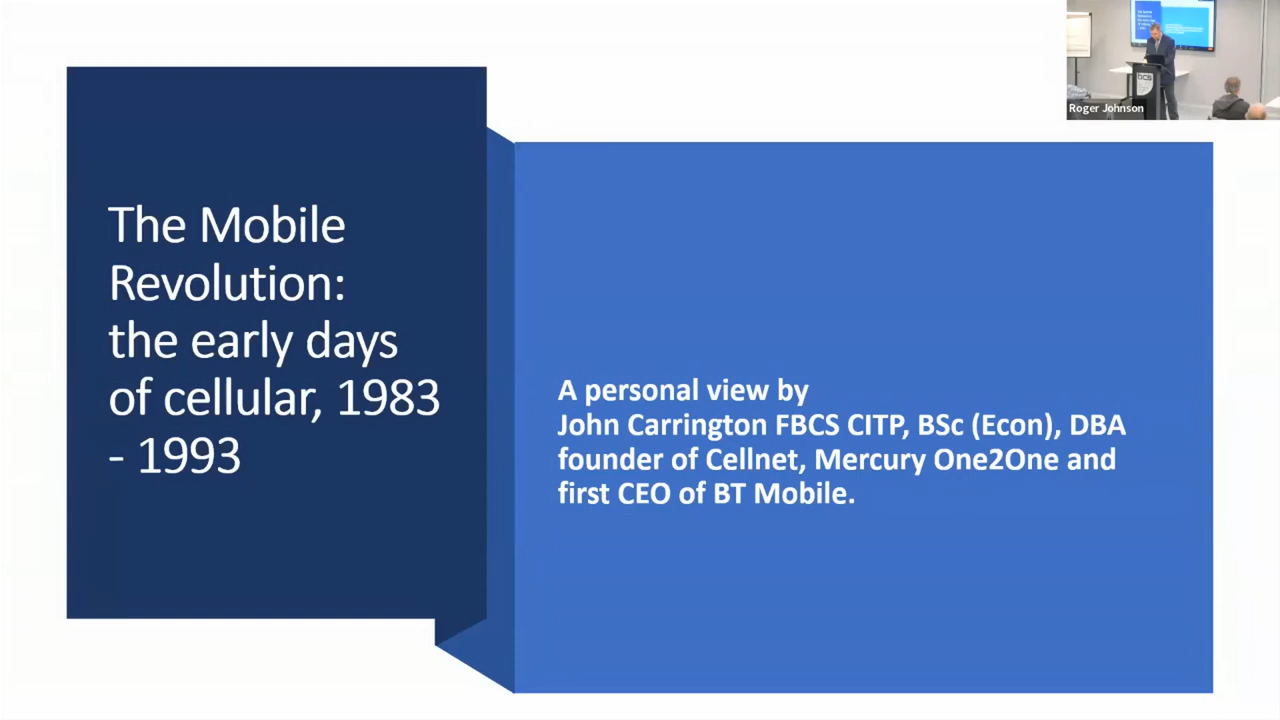 The Mobile
Revolution:
the early days
of cellular, 1983
- 1993
A personal view by
John Carrington FBCS CITP, BSc (Econ), DBA
founder of Cellnet, Mercury One2One and
first CEO of BT Mobile.
bcs
Roger Johnson